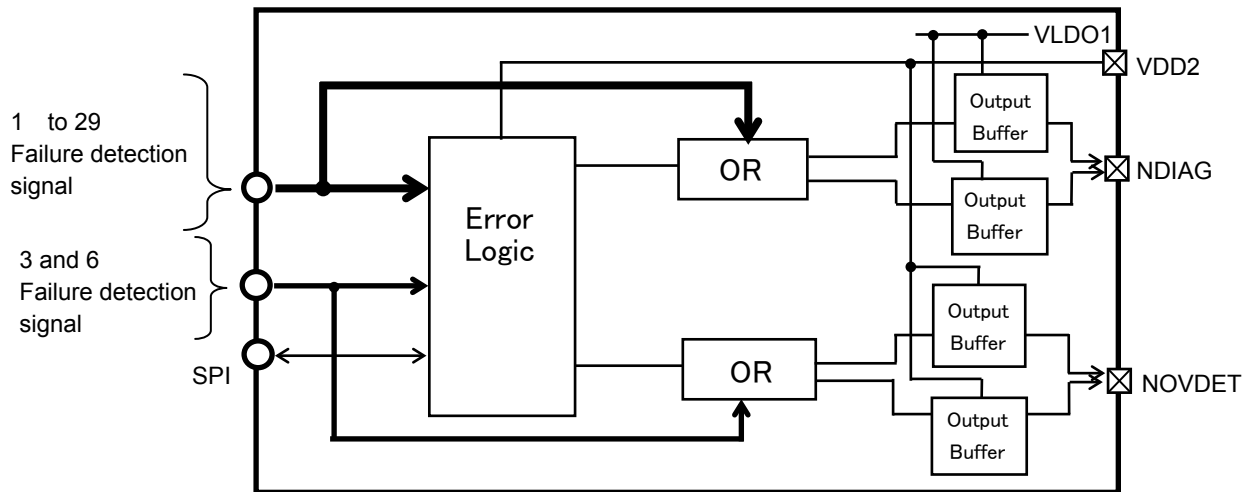 VLDO1
VDD2
1 to 29
Failure detection
signal
Output
Buffer
OR
NDIAG
Output
Buffer
Error
Logic
3 and 6
Failure detection
signal
Output
Buffer
SPI
OR
NOVDET
Output
Buffer